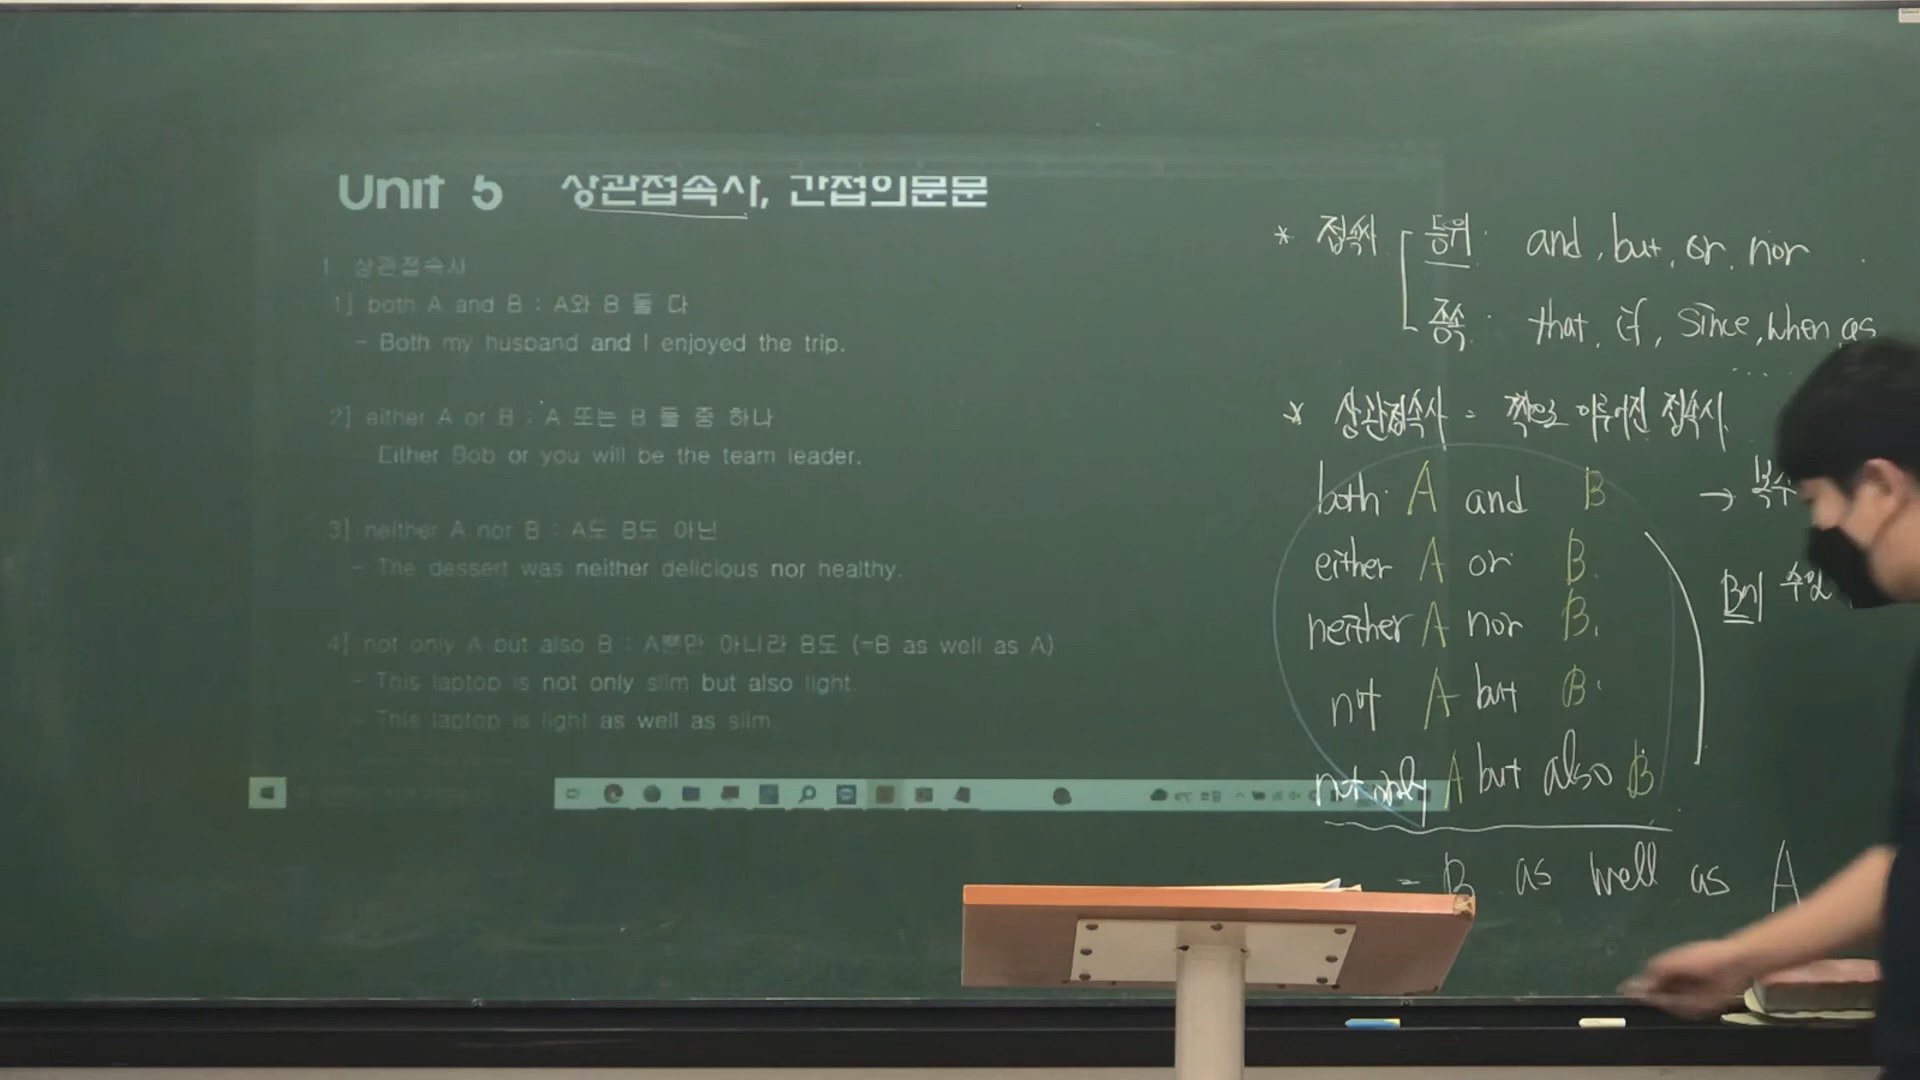 Unit 5 상관접속사, 간접의문문
1 상관접속사
1] both A and B : A와 B 둘 다
- Both my husband and I enjoyed the trip.
2] either A or B : A 또는 B 둘 중 하나
Either Bob or you will be the team leader.
3] neither A nor B : A도 B도 아닌
- The dessert was neither delicious nor healthy.
4] not only A but also B : A뿐만 아니라 B도 (=B as well as A)
- This laptop is not only slim but also light.
- This laptop is light as well as slim
* 접속사 등위: and, but, or, nor
종속: that, if, since, when, as
....
* 상관접속사 = 짝으로 이루어진 접속사
both A and B → 복수
either A or B.
neither A nor B.
B에 수일
not A but B
not only A but also B
= B as well as A